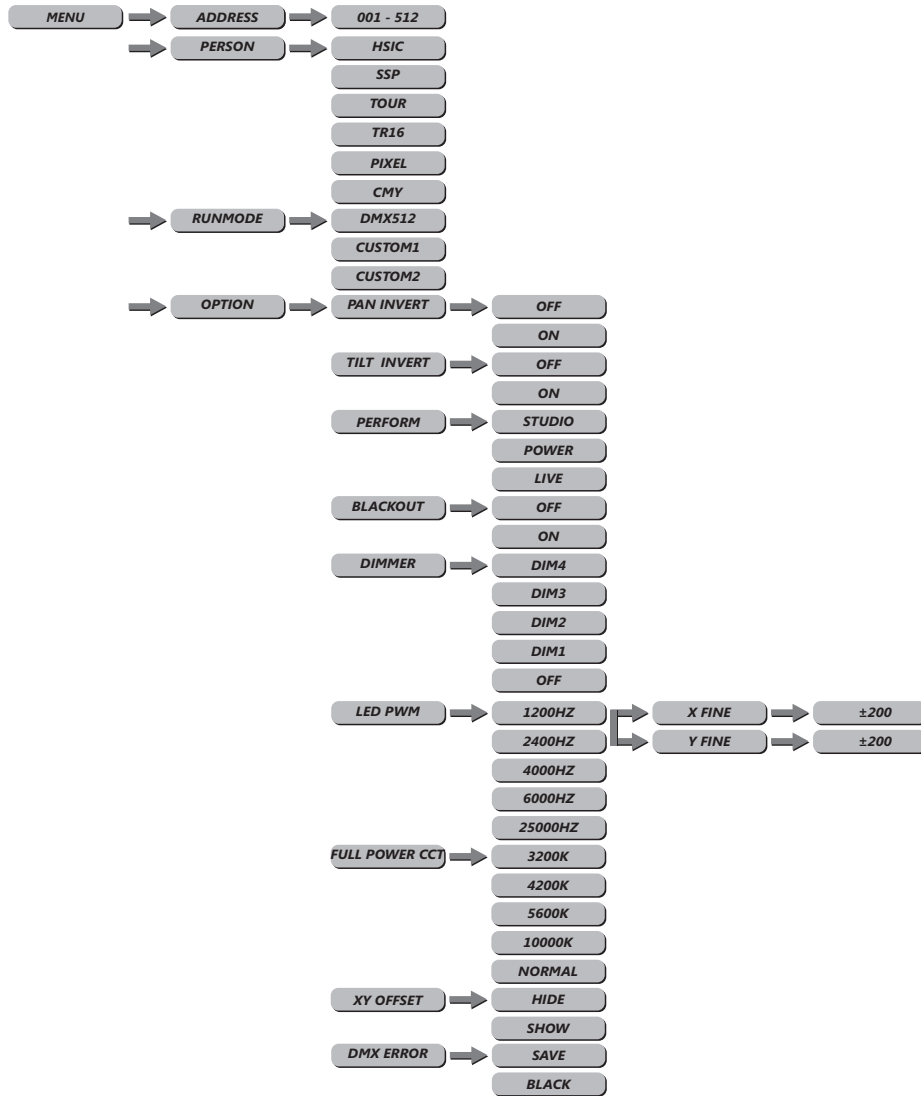 MENU ADDRESS 001 - 512
PERSON HSIC
SSP
TOUR
TR16
PIXEL
CMY
RUNMODE DMX512
CUSTOM1
CUSTOM2
OPTION PAN INVERT OFF
ON
TILT INVERT OFF
ON
PERFORM STUDIO
POWER
LIVE
BLACKOUT OFF
ON
DIMMER DIM4
DIM3
DIM2
DIM1
OFF
LED PWM 1200HZ X FINE ±200
2400HZ Y FINE ±200
4000HZ
6000HZ
25000HZ
FULL POWER CCT 3200K
4200K
5600K
10000K
NORMAL
XY OFFSET HIDE
SHOW
DMX ERROR SAVE
BLACK